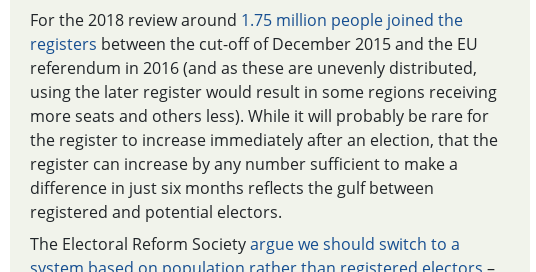 For the 2018 review around 1.75 million people joined the
registers between the cut-off of December 2015 and the EU
referendum in 2016 (and as these are unevenly distributed,
using the later register would result in some regions receiving
more seats and others less). While it will probably be rare for
the register to increase immediately after an election, that the
register can increase by any number sufficient to make a
difference in just six months reflects the gulf between
registered and potential electors.
The Electoral Reform Society argue we should switch to a
system based on population rather than registered electors –